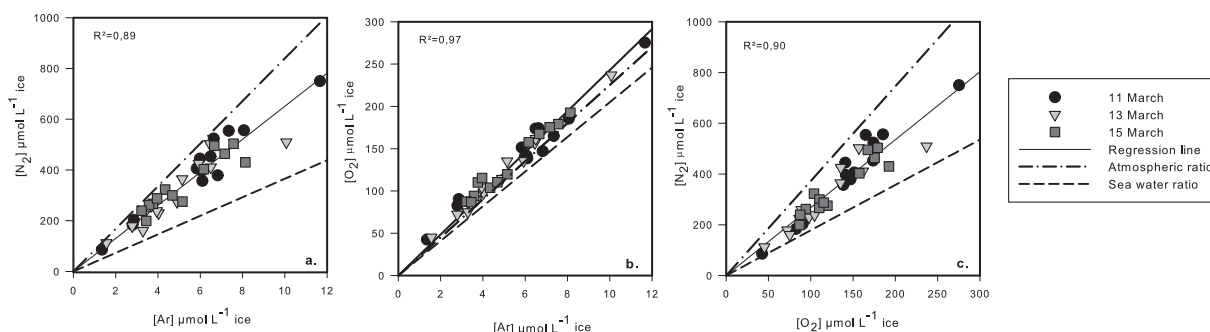 R²=0,89
[N₂] µmol L⁻¹ ice
1000
800
600
400
200
0
0 2 4 6 8 10 12
a.
[Ar] µmol L⁻¹ ice
R²=0,97
[O₂] µmol L⁻¹ ice
300
250
200
150
100
50
0
0 2 4 6 8 10 12
b.
[Ar] µmol L⁻¹ ice
R²=0,90
[N₂] µmol L⁻¹ ice
1000
800
600
400
200
0
0 50 100 150 200 250 300
c.
[O₂] µmol L⁻¹ ice
11 March
13 March
15 March
Regression line
Atmospheric ratio
Sea water ratio